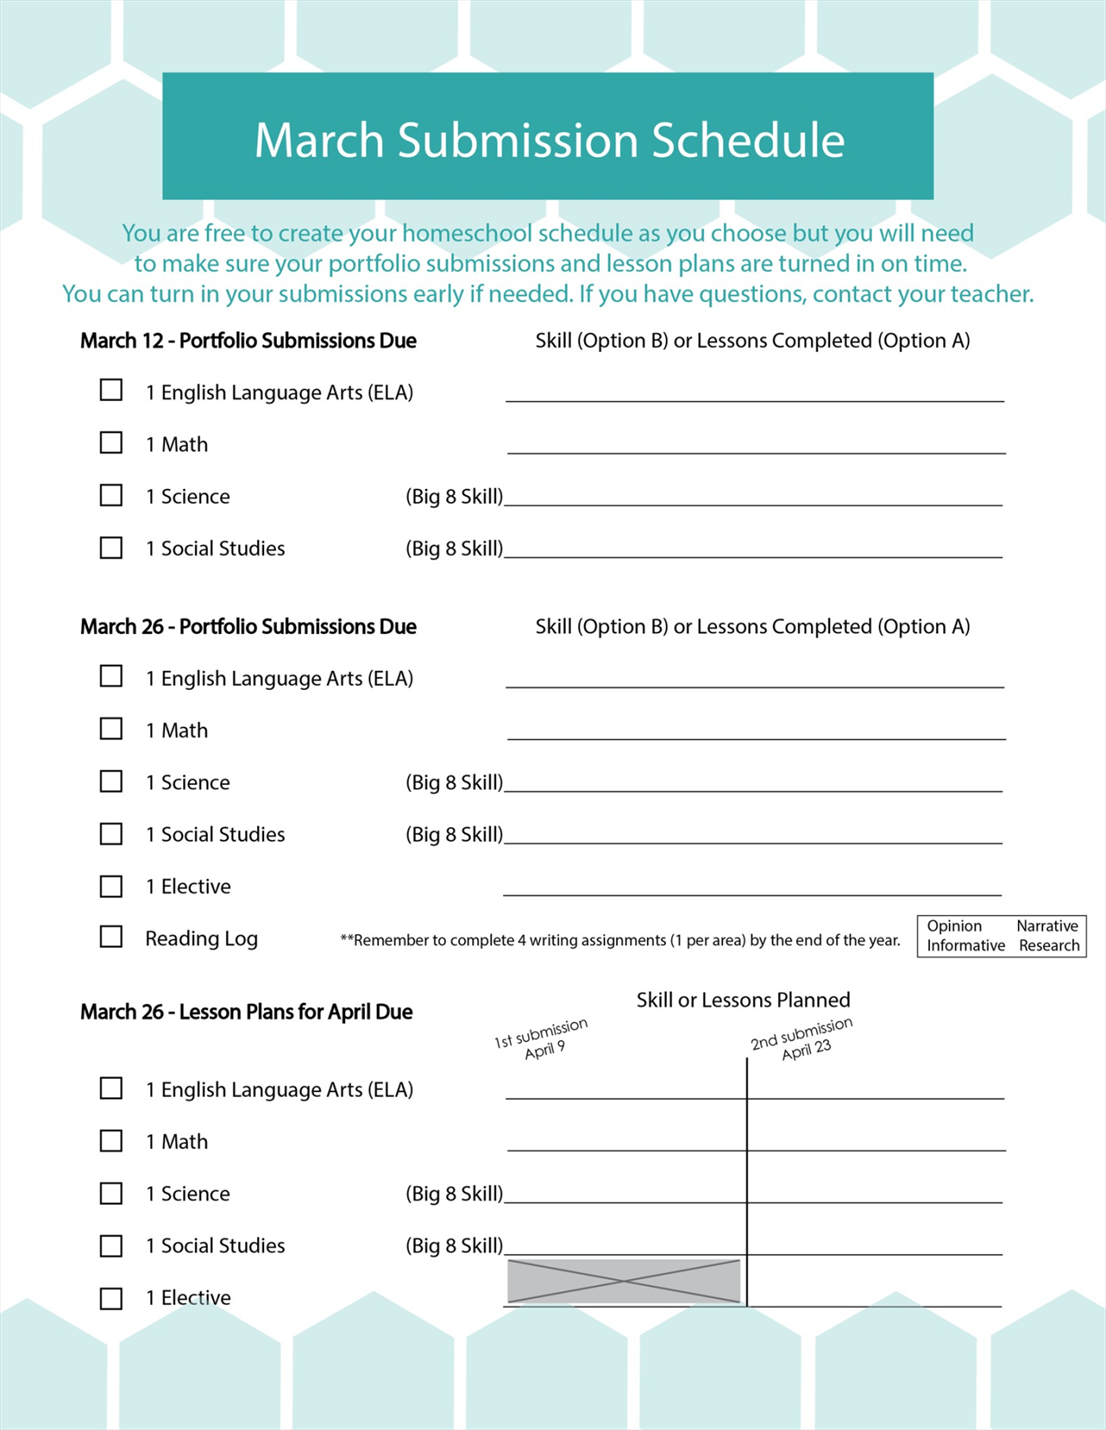 March Submission Schedule
You are free to create your homeschool schedule as you choose but you will need
to make sure your portfolio submissions and lesson plans are turned in on time.
You can turn in your submissions early if needed. If you have questions, contact your teacher.
March 12 - Portfolio Submissions Due Skill (Option B) or Lessons Completed (Option A)
1 English Language Arts (ELA)
1 Math
1 Science (Big 8 Skill)
1 Social Studies (Big 8 Skill)
March 26 - Portfolio Submissions Due Skill (Option B) or Lessons Completed (Option A)
1 English Language Arts (ELA)
1 Math
1 Science (Big 8 Skill)
1 Social Studies (Big 8 Skill)
1 Elective
Reading Log **Remember to complete 4 writing assignments (1 per area) by the end of the year.
Opinion Narrative
Informative Research
March 26 - Lesson Plans for April Due Skill or Lessons Planned
1st submission
April 9
2nd submission
April 23
1 English Language Arts (ELA)
1 Math
1 Science (Big 8 Skill)
1 Social Studies (Big 8 Skill)
1 Elective